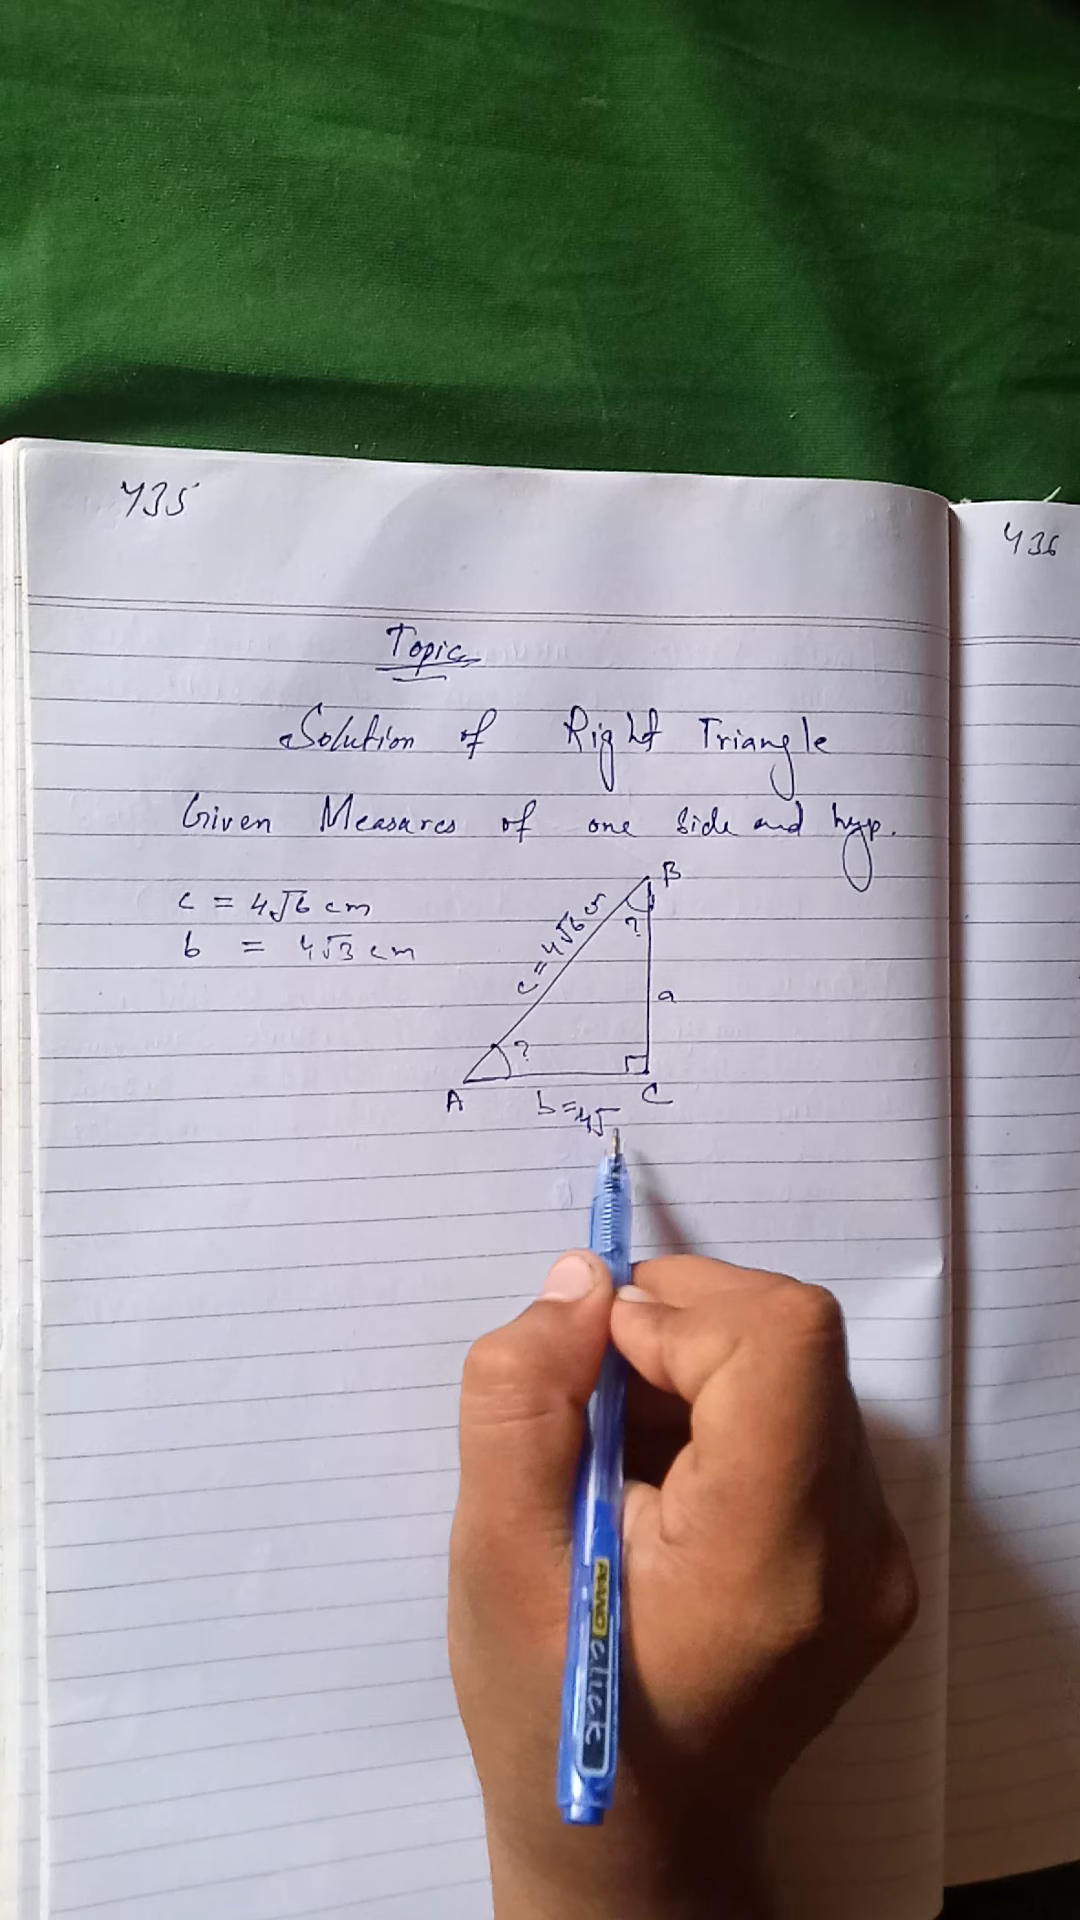 435
436
Topic
Solution of Right Triangle
Given Measures of one side and hyp.
c = 4√6 cm
b = 4√3 cm
B
c = 4√6
?
a
?
A
C
b = 4√
PIANO click